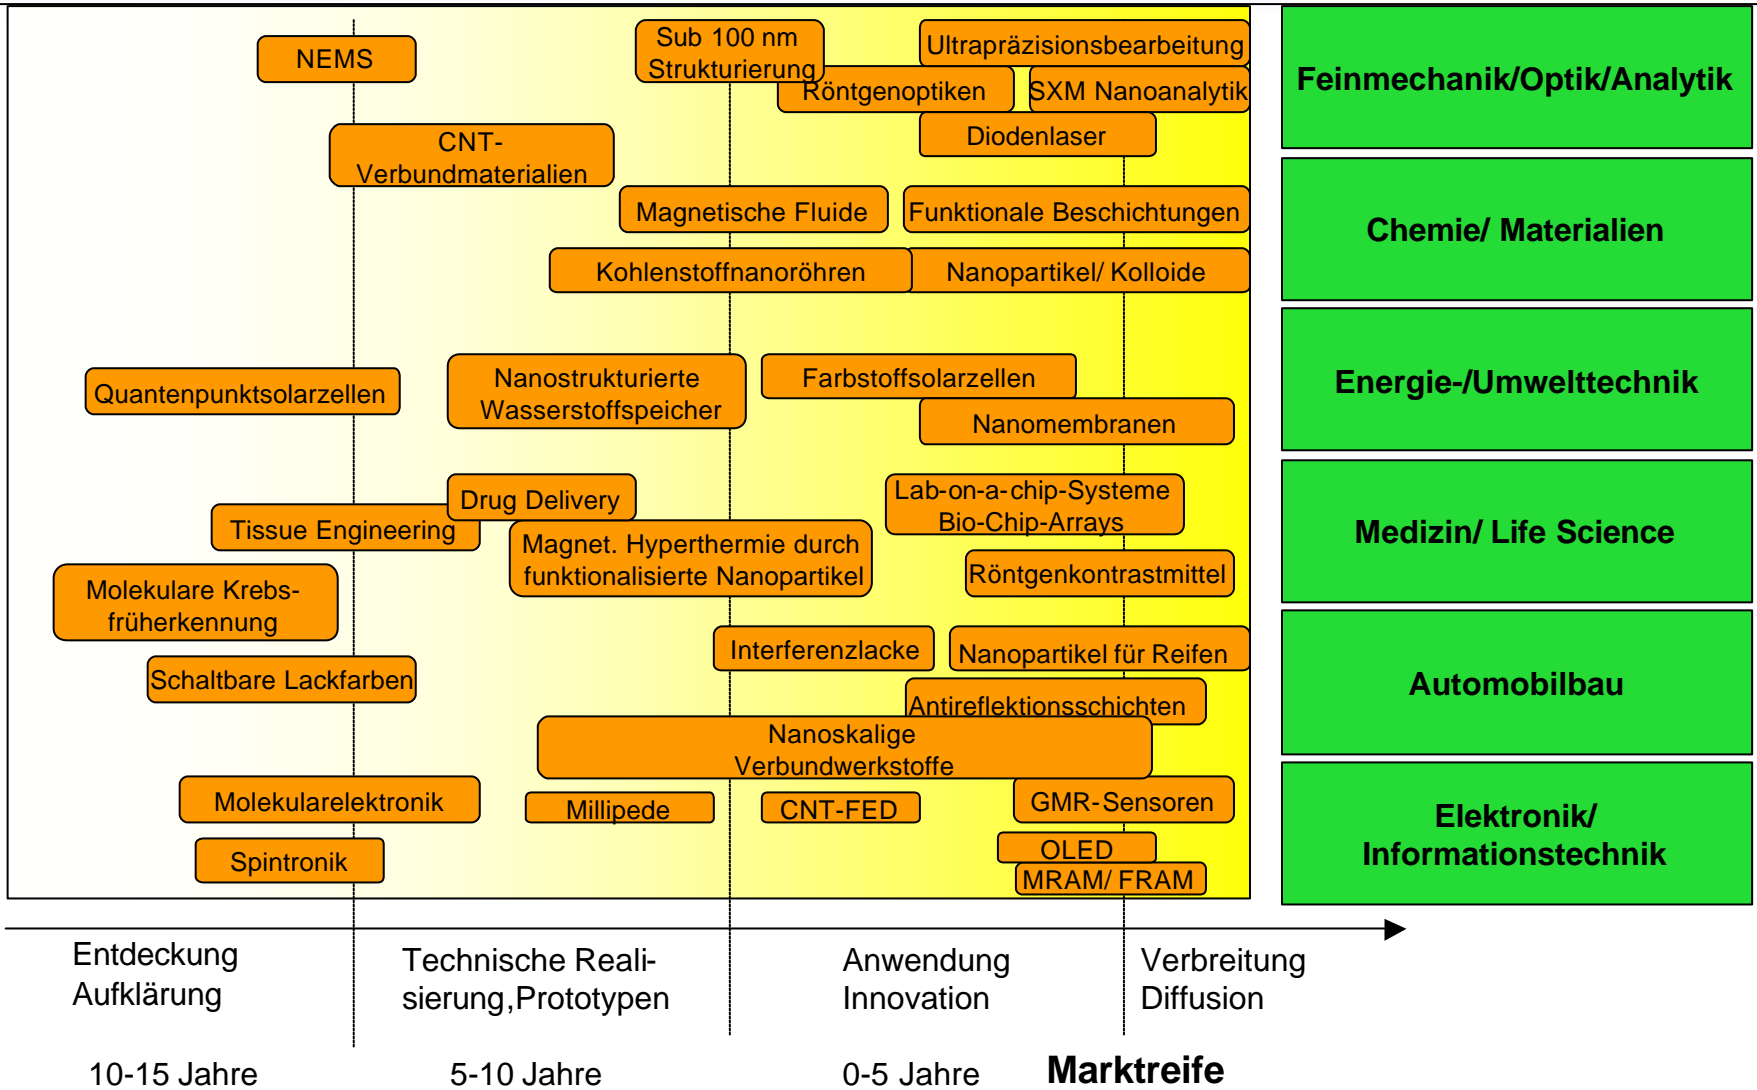 NEMS
Sub 100 nm
Strukturierung
Ultrapräzisionsbearbeitung
Röntgenoptiken
SXM Nanoanalytik
Diodenlaser
Feinmechanik/Optik/Analytik
CNT-
Verbundmaterialien
Magnetische Fluide
Funktionale Beschichtungen
Kohlenstoffnanoröhren
Nanopartikel/ Kolloide
Chemie/ Materialien
Quantenpunktsolarzellen
Nanostrukturierte
Wasserstoffspeicher
Farbstoffsolarzellen
Nanomembranen
Energie-/Umwelttechnik
Drug Delivery
Tissue Engineering
Magnet. Hyperthermie durch
funktionalisierte Nanopartikel
Lab-on-a-chip-Systeme
Bio-Chip-Arrays
Röntgenkontrastmittel
Molekulare Krebs-
früherkennung
Medizin/ Life Science
Interferenzlacke
Nanopartikel für Reifen
Schaltbare Lackfarben
Antireflektionsschichten
Nanoskalige
Verbundwerkstoffe
Automobilbau
Molekularelektronik
Millipede
CNT-FED
GMR-Sensoren
Spintronik
OLED
MRAM/ FRAM
Elektronik/
Informationstechnik
Entdeckung
Aufklärung
Technische Reali-
sierung,Prototypen
Anwendung
Innovation
Verbreitung
Diffusion
10-15 Jahre
5-10 Jahre
0-5 Jahre
Marktreife